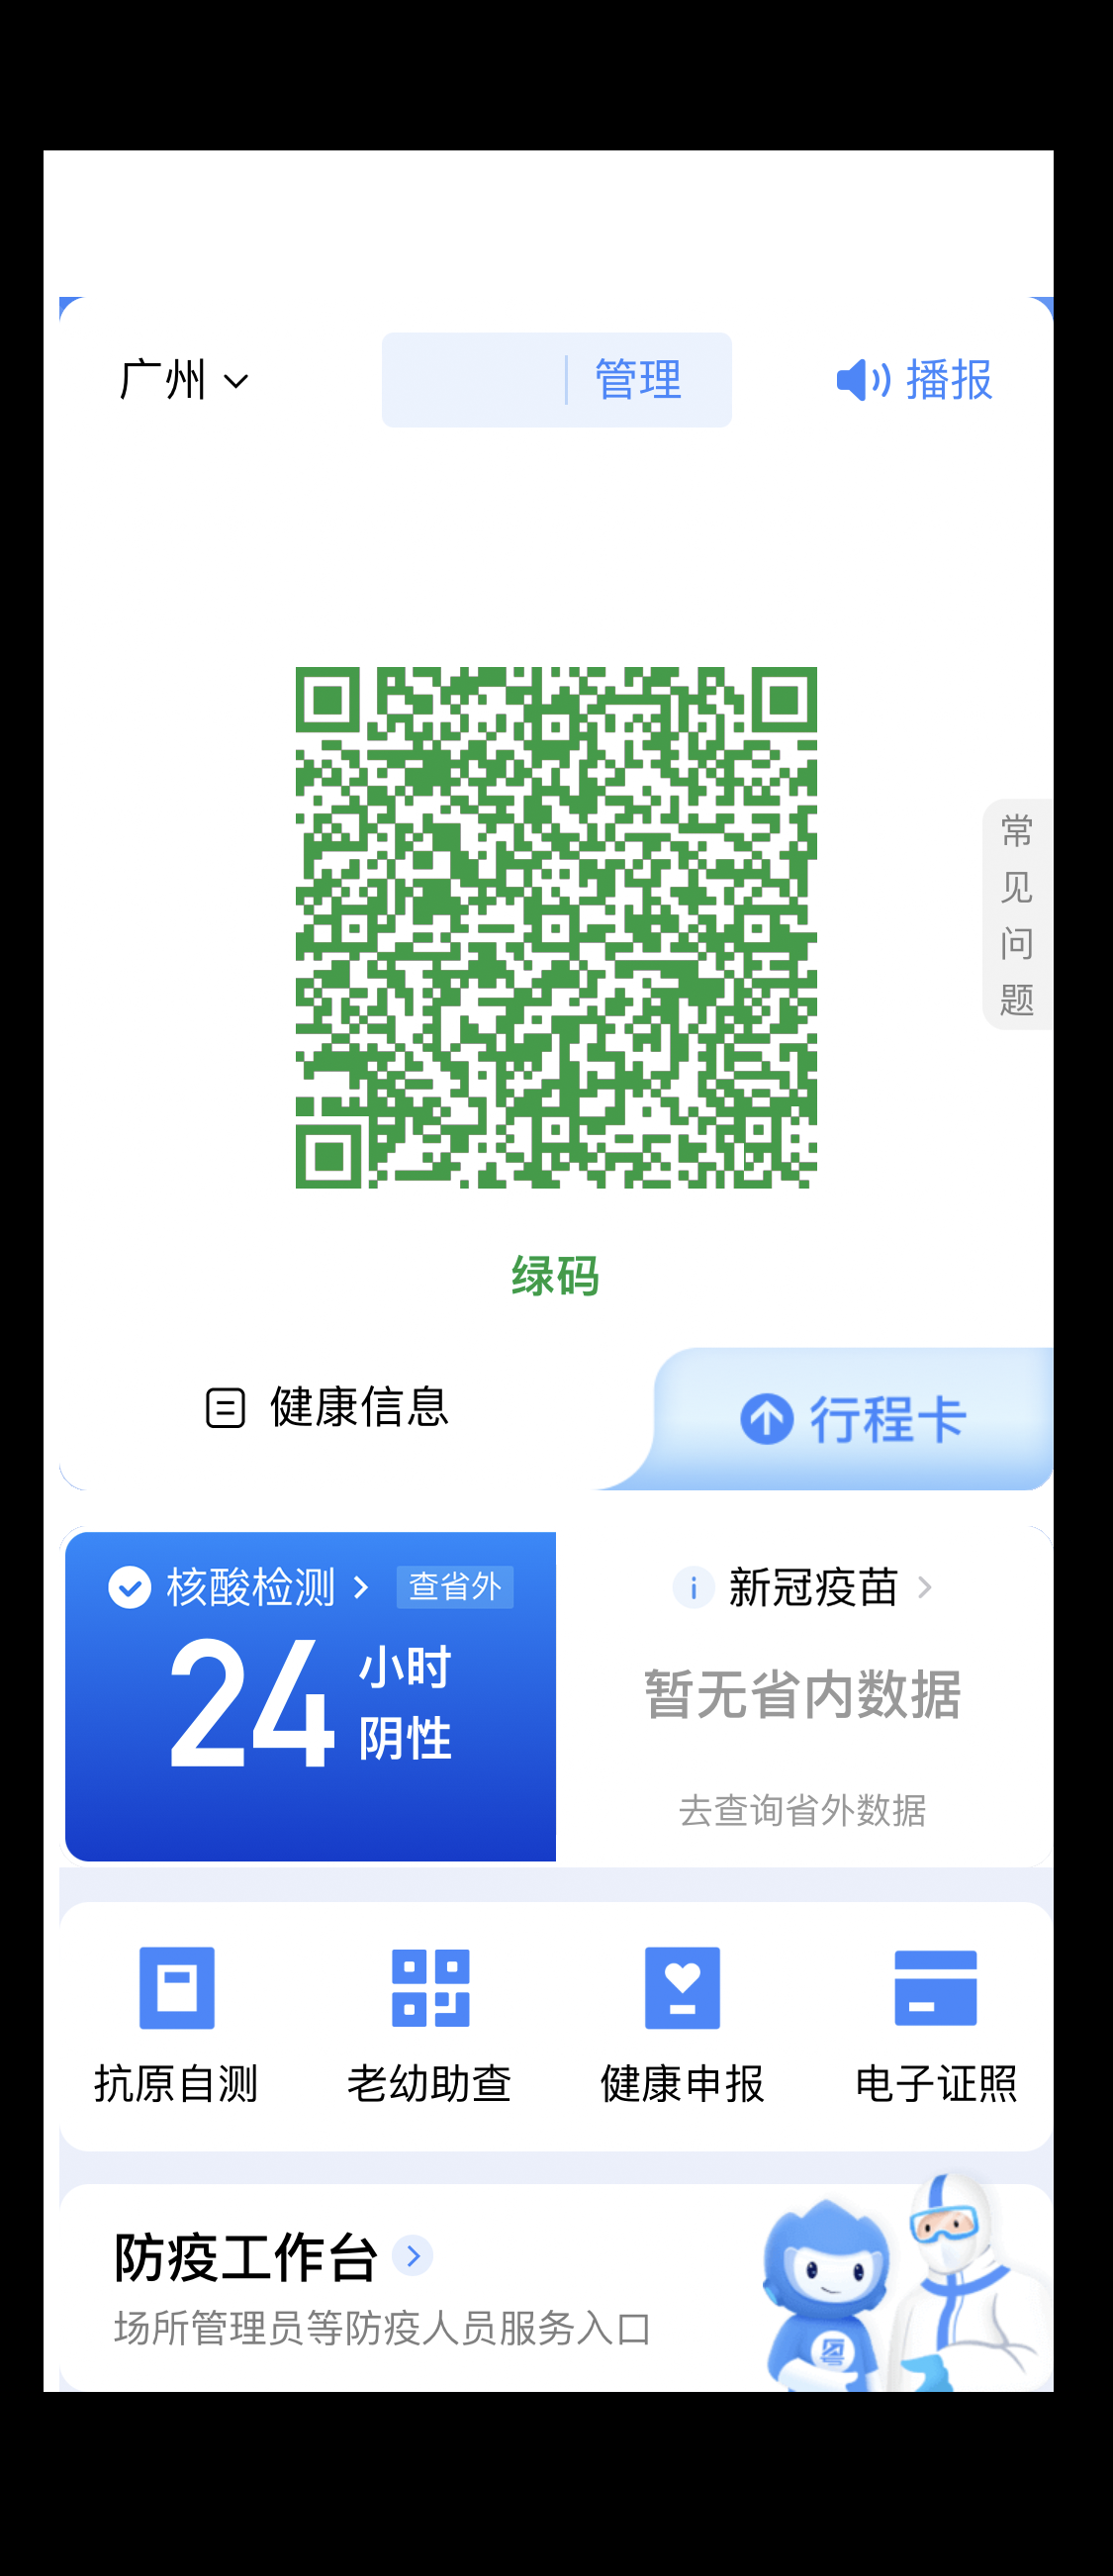 广州
管理
播报
常见问题
绿码
健康信息
行程卡
核酸检测
查省外
24
小时
阴性
新冠疫苗
暂无省内数据
去查询省外数据
抗原自测
老幼助查
健康申报
电子证照
防疫工作台
场所管理员等防疫人员服务入口
粤